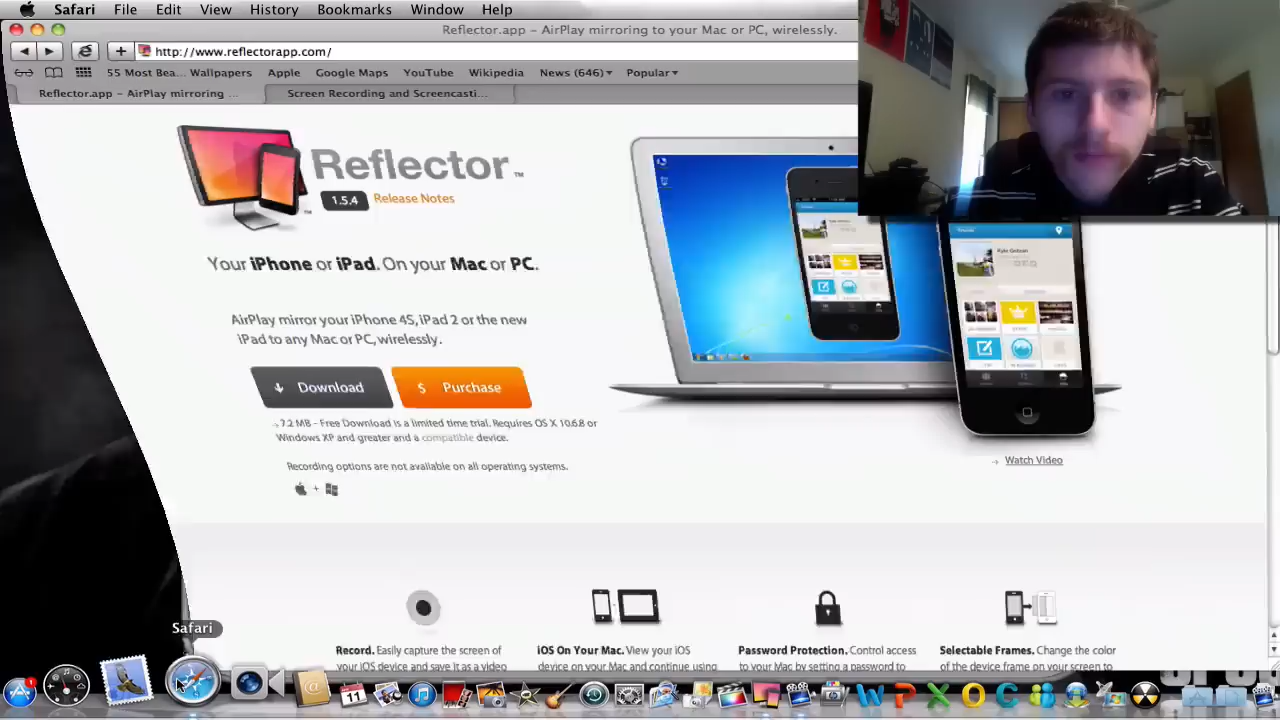 Safari File Edit View History Bookmarks Window Help
Reflector.app – AirPlay mirroring to your Mac or PC, wirelessly.
http://www.reflectorapp.com/
55 Most Bea... Wallpapers Apple Google Maps YouTube Wikipedia News (646) Popular
Reflector.app – AirPlay mirroring ... Screen Recording and Screencasti...
Reflector™
1.5.4 Release Notes
Your iPhone or iPad. On your Mac or PC.
AirPlay mirror your iPhone 4S, iPad 2 or the new
iPad to any Mac or PC, wirelessly.
Download $ Purchase
7.2 MB – Free Download is a limited time trial. Requires OS X 10.6.8 or
Windows XP and greater and a compatible device.
Watch Video
Recording options are not available on all operating systems.
+
Safari
Record. Easily capture the screen of
your iOS device and save it as a video
iOS On Your Mac. View your iOS
device on Mac and continue using
Password Protection. Control access
to your Mac by setting a password to
Selectable Frames. Change the
color of the device frame on your screen to
1
11